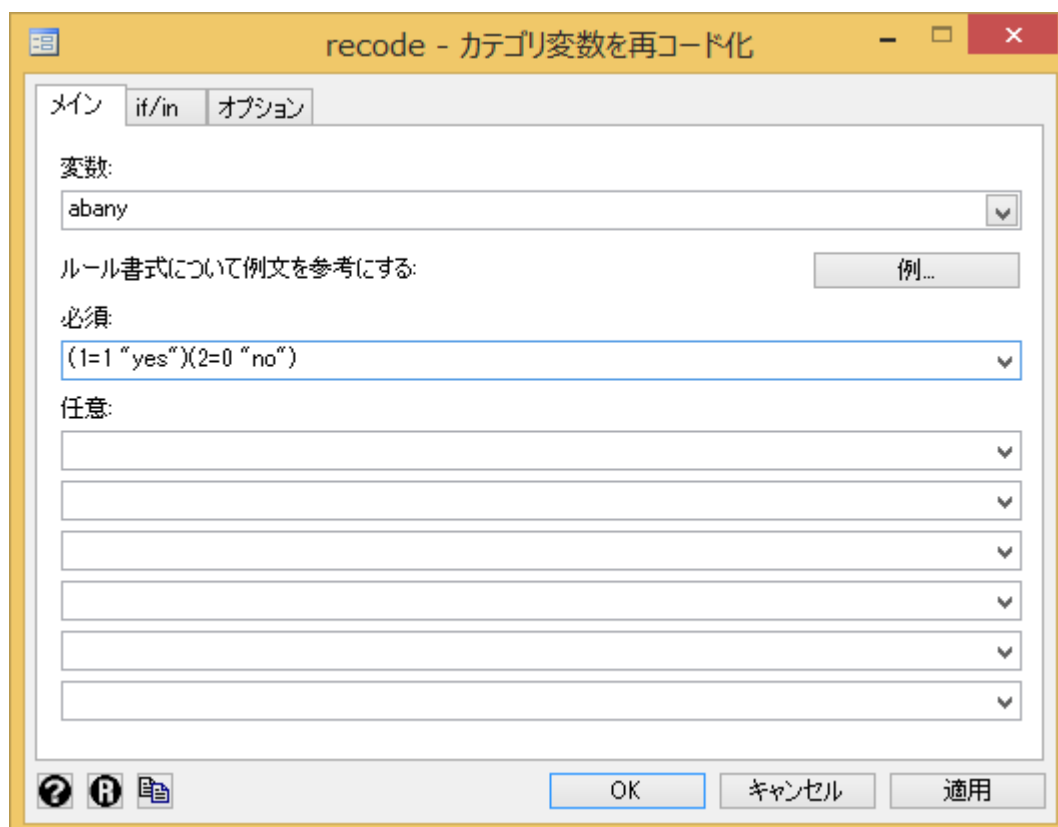 recode - カテゴリ変数を再コード化
メイン if/in オプション
変数:
abany
ルール書式について例文を参考にする: 例...
必須:
(1=1 "yes")(2=0 "no")
任意:
OK キャンセル 適用